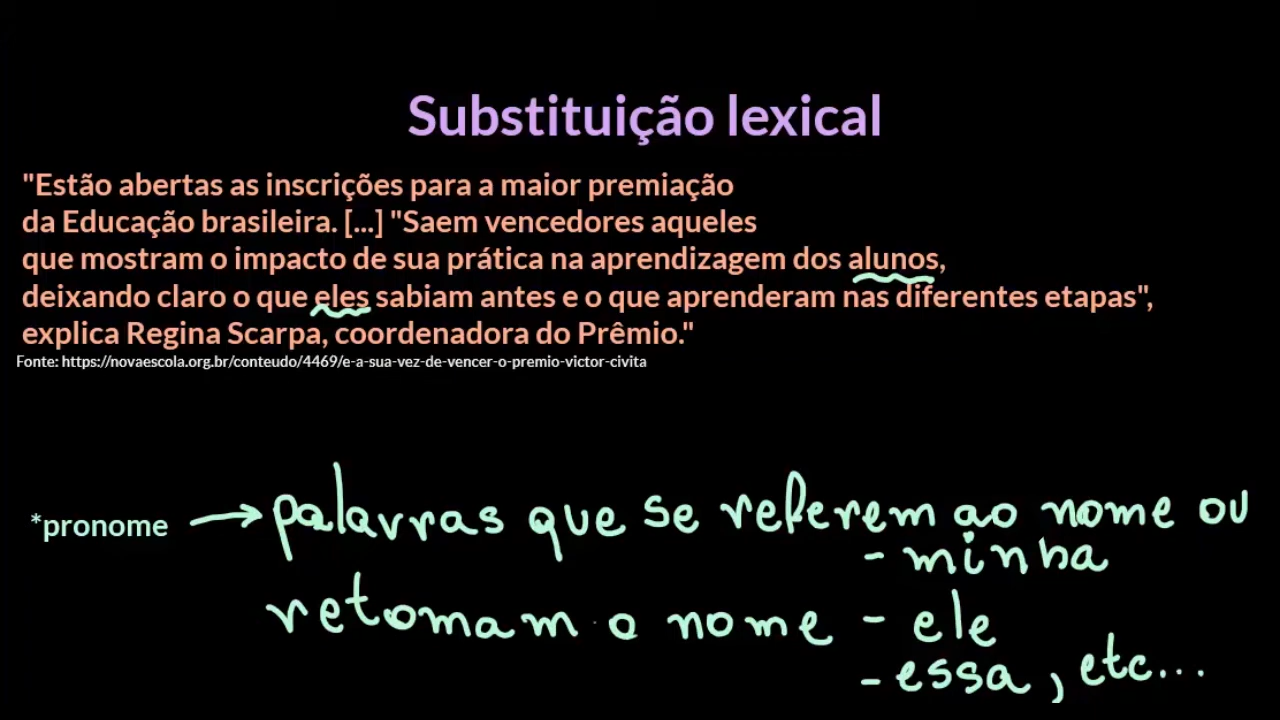 Substituição lexical
"Estão abertas as inscrições para a maior premiação
da Educação brasileira. [...] "Saem vencedores aqueles
que mostram o impacto de sua prática na aprendizagem dos alunos,
deixando claro o que eles sabiam antes e o que aprenderam nas diferentes etapas",
explica Regina Scarpa, coordenadora do Prêmio."
Fonte: https://novaescola.org.br/conteudo/4469/e-a-sua-vez-de-vencer-o-premio-victor-civita
*pronome → palavras que se referem ao nome ou
- minha
retomam o nome - ele
- essa, etc...